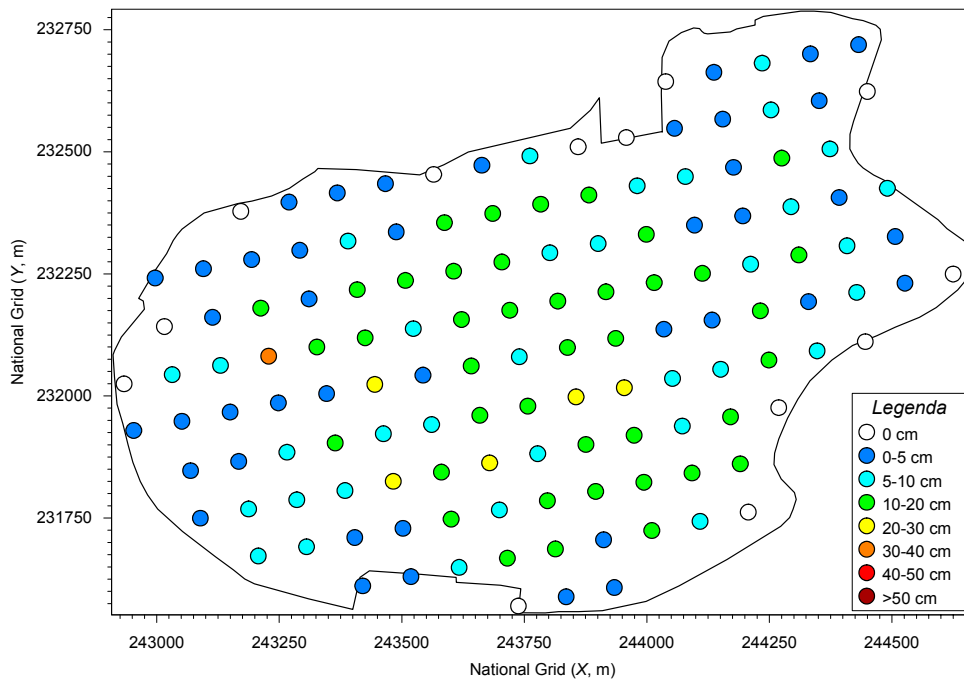 232750
232500
232250
232000
231750
National Grid (Y, m)
243000 243250 243500 243750 244000 244250 244500
National Grid (X, m)
Legenda
0 cm
0-5 cm
5-10 cm
10-20 cm
20-30 cm
30-40 cm
40-50 cm
>50 cm